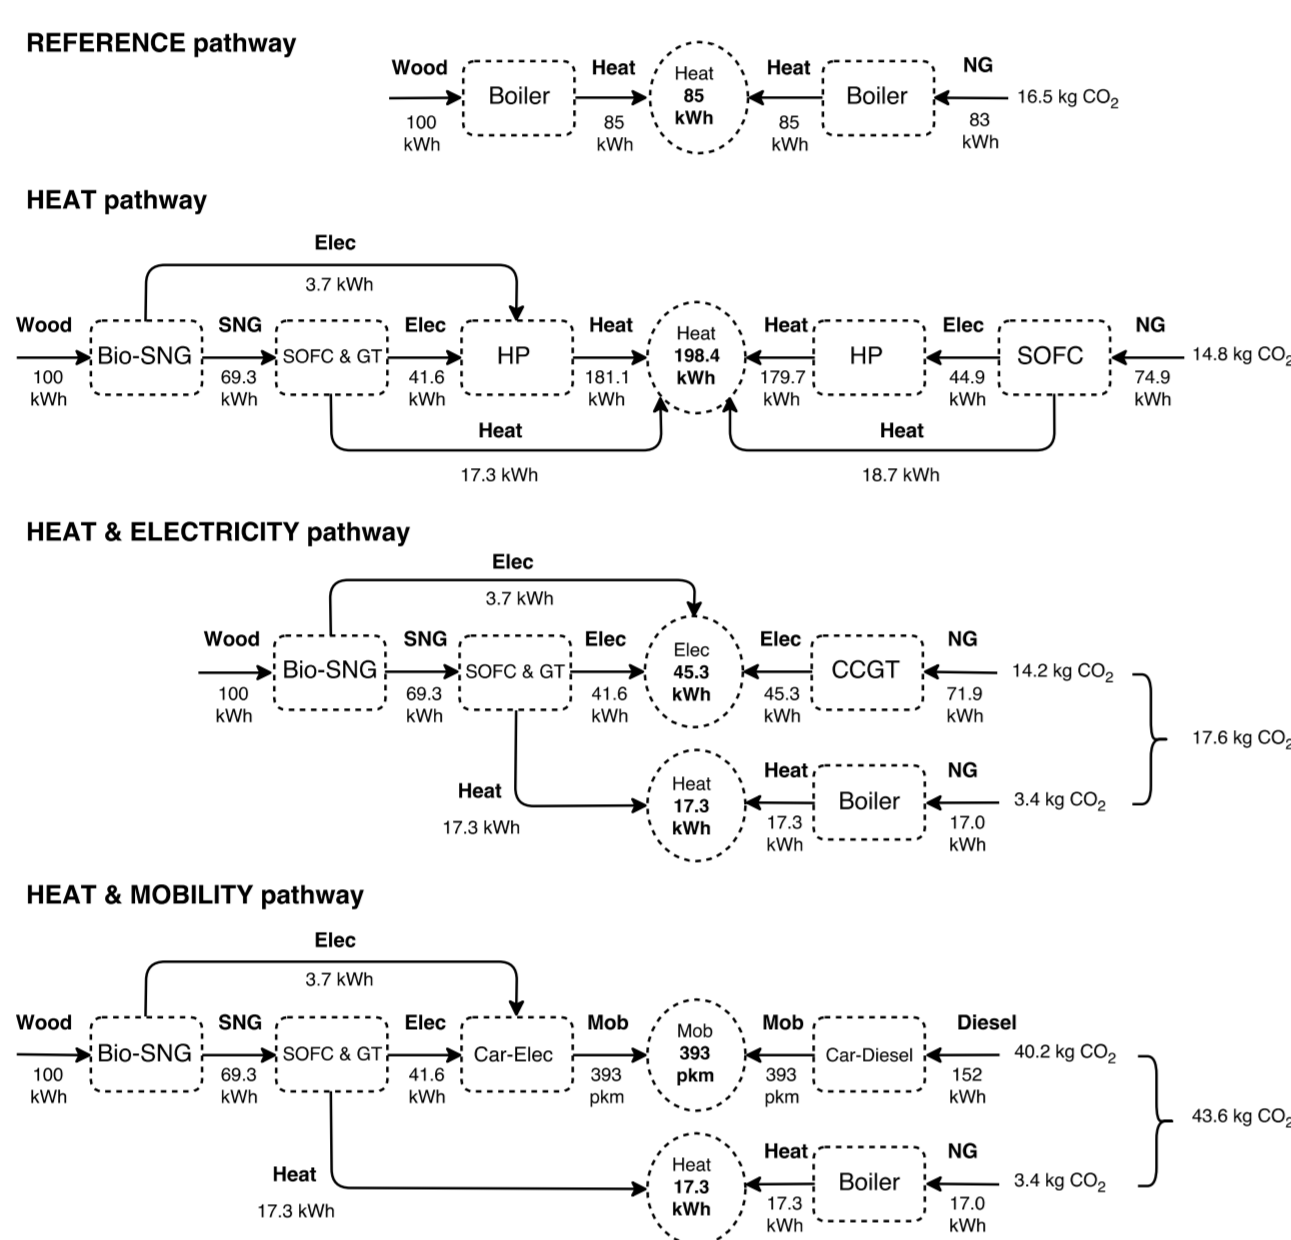 REFERENCE pathway
Wood Heat Heat Heat NG
Boiler 85 Boiler 16.5 kg CO2
kWh
100 85 85 83
kWh kWh kWh kWh
HEAT pathway
Elec
3.7 kWh
Wood SNG Elec Heat Heat Heat Elec NG
Bio-SNG SOFC & GT HP 198.4 HP SOFC 14.8 kg CO2
kWh
100 69.3 41.6 181.1 179.7 44.9 74.9
kWh kWh kWh kWh kWh kWh kWh
Heat Heat
17.3 kWh 18.7 kWh
HEAT & ELECTRICITY pathway
Elec
3.7 kWh
Wood SNG Elec Elec Elec NG
Bio-SNG SOFC & GT 45.3 CCGT 14.2 kg CO2
kWh
100 69.3 41.6 45.3 71.9
kWh kWh kWh kWh kWh
17.6 kg CO2
Heat Heat Heat NG
17.3 kWh 17.3 Boiler 3.4 kg CO2
kWh
17.3 17.0
kWh kWh
HEAT & MOBILITY pathway
Elec
3.7 kWh
Wood SNG Elec Mob Mob Mob Diesel
Bio-SNG SOFC & GT Car-Elec 393 Car-Diesel 40.2 kg CO2
pkm
100 69.3 41.6 393 393 152
kWh kWh kWh pkm pkm kWh
43.6 kg CO2
Heat Heat Heat NG
17.3 kWh 17.3 Boiler 3.4 kg CO2
kWh
17.3 17.0
kWh kWh